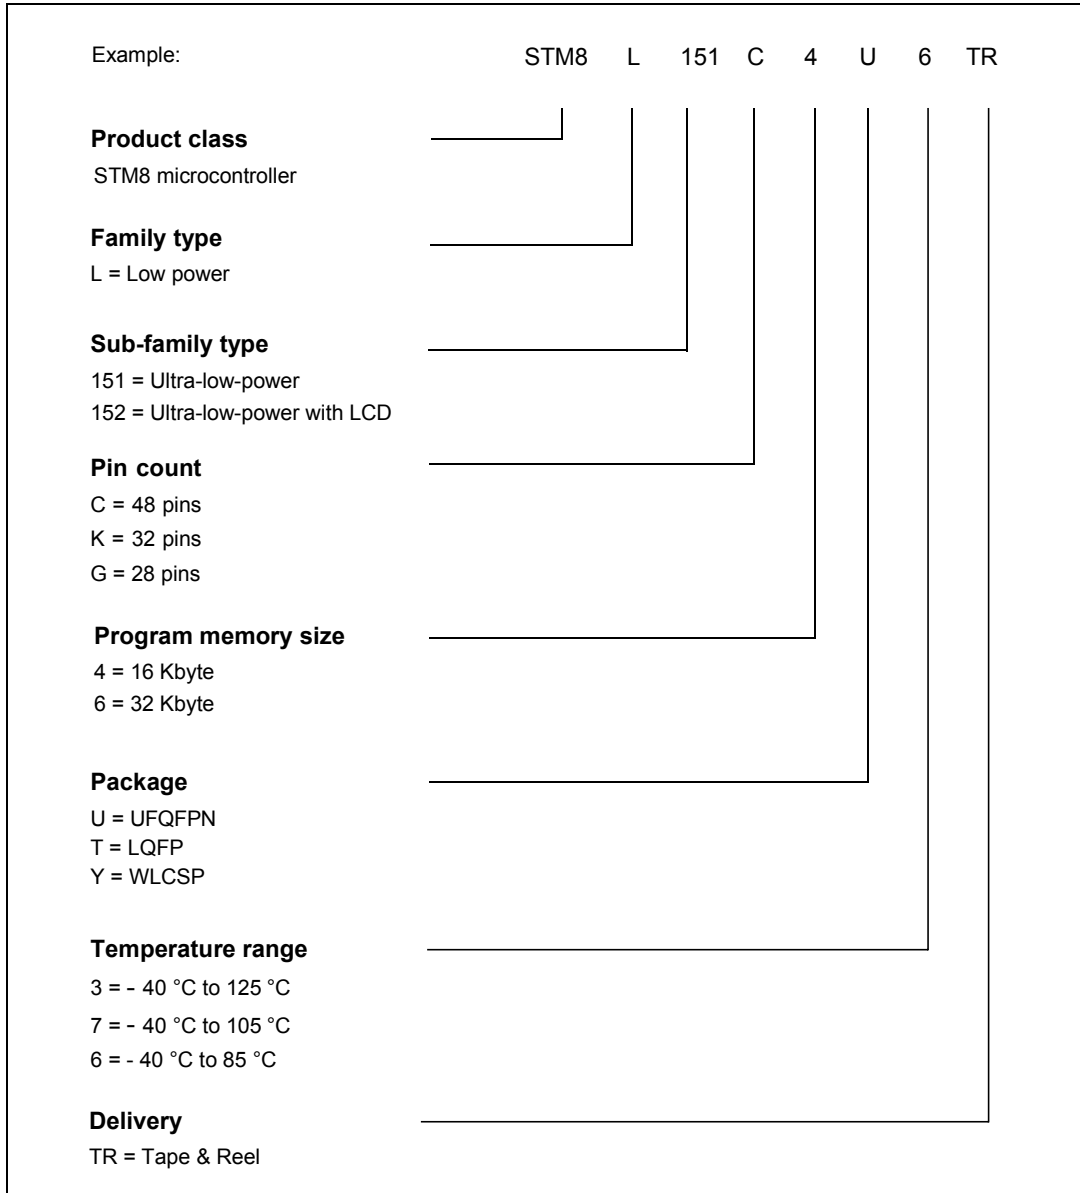 Example: STM8 L 151 C 4 U 6 TR
Product class
STM8 microcontroller
Family type
L = Low power
Sub-family type
151 = Ultra-low-power
152 = Ultra-low-power with LCD
Pin count
C = 48 pins
K = 32 pins
G = 28 pins
Program memory size
4 = 16 Kbyte
6 = 32 Kbyte
Package
U = UFQFPN
T = LQFP
Y = WLCSP
Temperature range
3 = - 40 °C to 125 °C
7 = - 40 °C to 105 °C
6 = - 40 °C to 85 °C
Delivery
TR = Tape & Reel